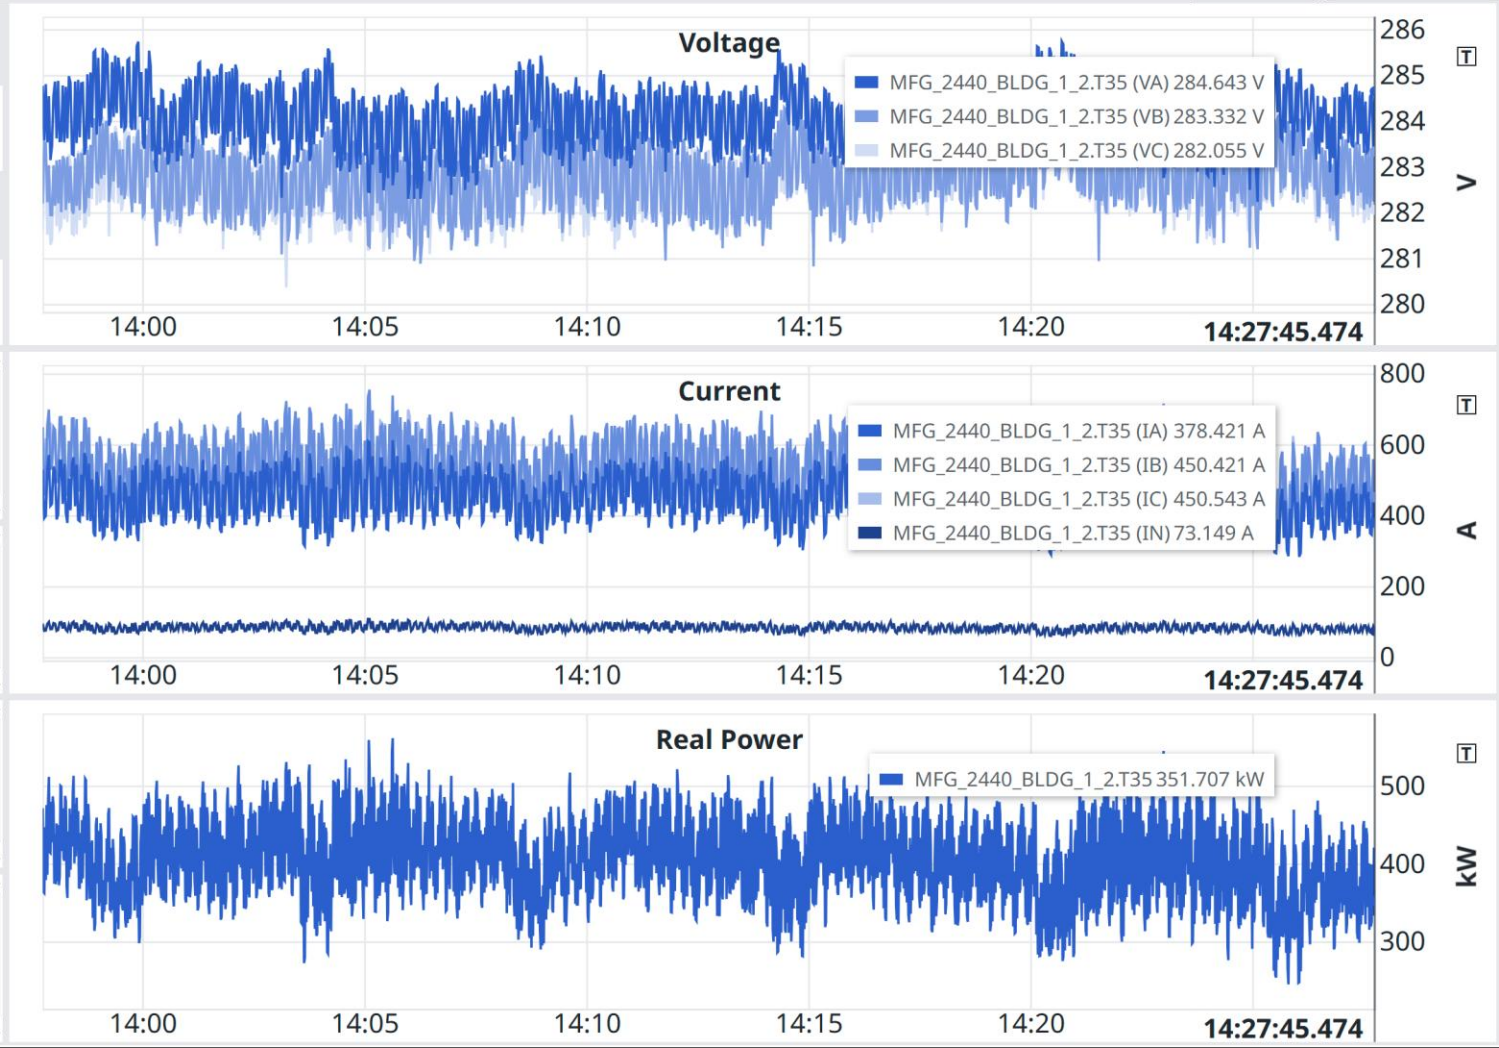 Voltage
MFG_2440_BLDG_1_2.T35 (VA) 284.643 V
MFG_2440_BLDG_1_2.T35 (VB) 283.332 V
MFG_2440_BLDG_1_2.T35 (VC) 282.055 V
286
285
284
283
282
281
280
T
V
14:00 14:05 14:10 14:15 14:20 14:27:45.474
Current
MFG_2440_BLDG_1_2.T35 (IA) 378.421 A
MFG_2440_BLDG_1_2.T35 (IB) 450.421 A
MFG_2440_BLDG_1_2.T35 (IC) 450.543 A
MFG_2440_BLDG_1_2.T35 (IN) 73.149 A
800
600
400
200
0
T
A
14:00 14:05 14:10 14:15 14:20 14:27:45.474
Real Power
MFG_2440_BLDG_1_2.T35 351.707 kW
500
400
300
T
kW
14:00 14:05 14:10 14:15 14:20 14:27:45.474